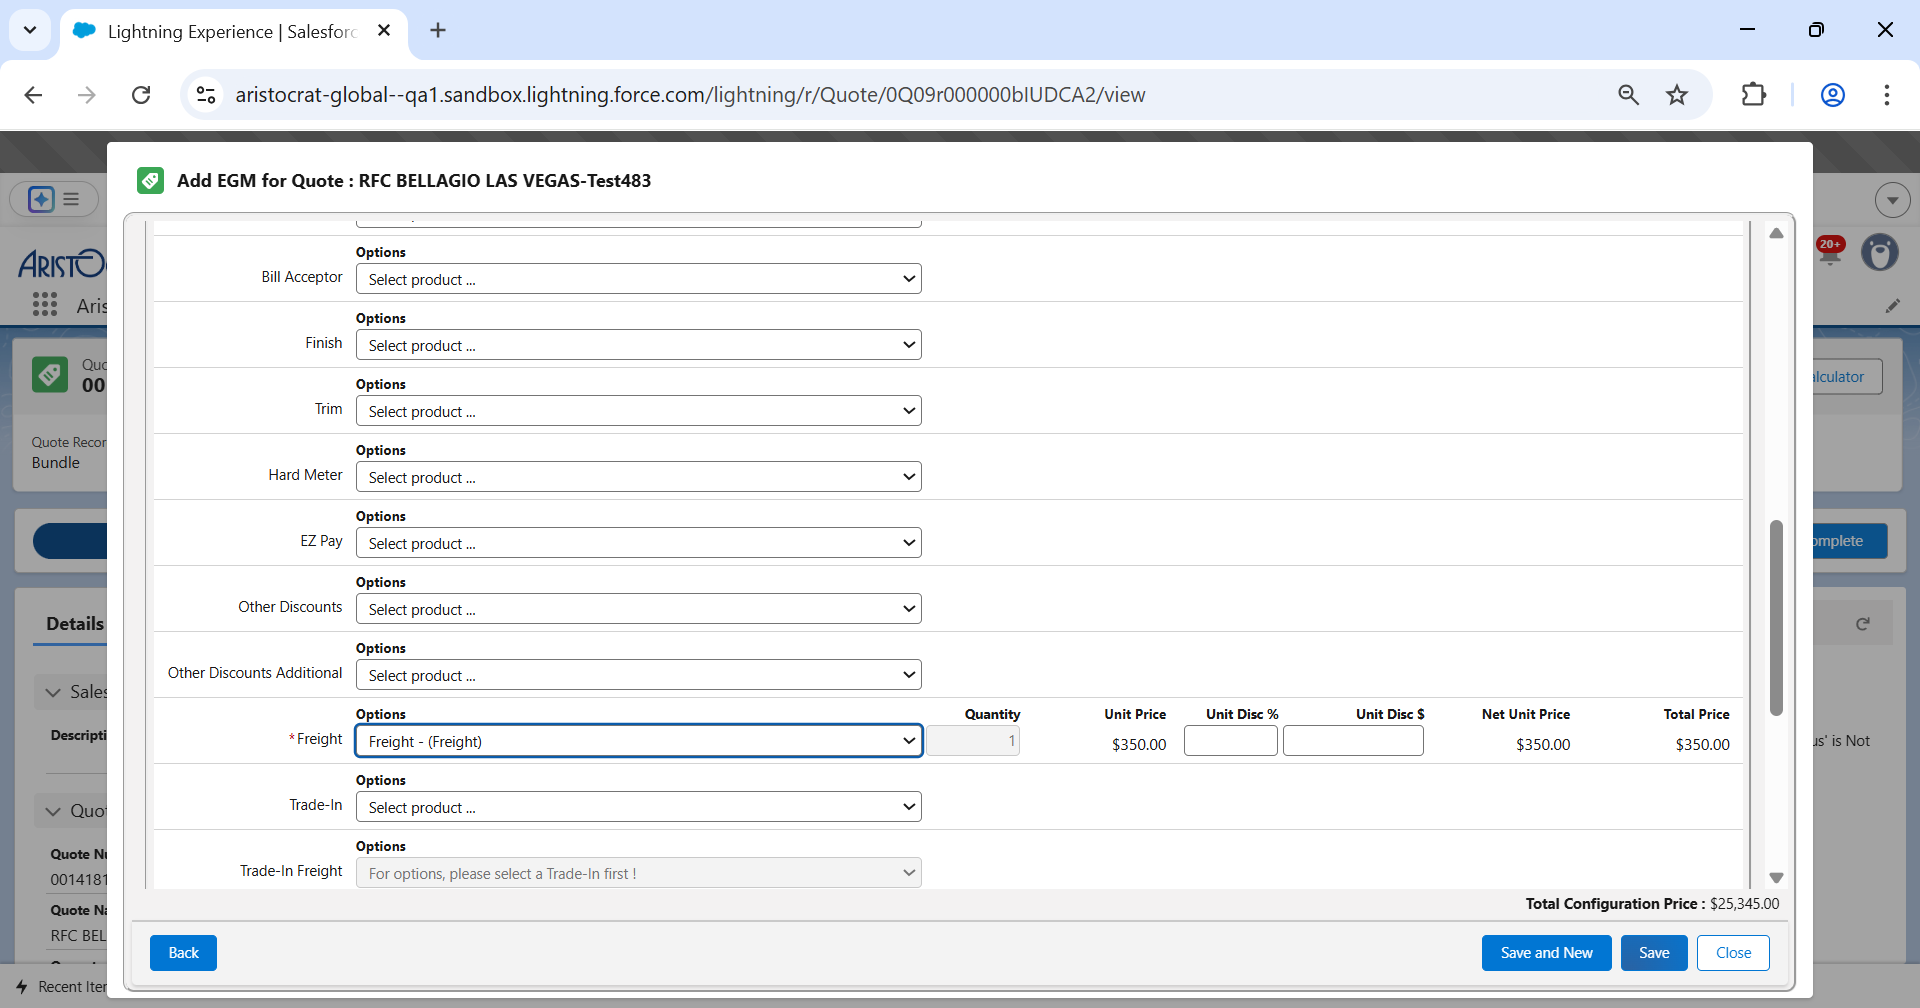 Lightning Experience | Salesforc
aristocrat-global--qa1.sandbox.lightning.force.com/lightning/r/Quote/0Q09r000000bIUDCA2/view
Add EGM for Quote : RFC BELLAGIO LAS VEGAS-Test483
20+
ARISTO
Aris
Quo
00
alculator
Quote Recor
Bundle
omplete
Details
Sales
Descripti
us' is Not
Quot
Quote Nu
0014181
Quote Na
RFC BEL
Recent Iter
Options
Bill Acceptor
Select product ...
Options
Finish
Select product ...
Options
Trim
Select product ...
Options
Hard Meter
Select product ...
Options
EZ Pay
Select product ...
Options
Other Discounts
Select product ...
Options
Other Discounts Additional
Select product ...
Options Quantity Unit Price Unit Disc % Unit Disc $ Net Unit Price Total Price
*Freight Freight - (Freight) 1 $350.00 $350.00 $350.00
Options
Trade-In
Select product ...
Options
Trade-In Freight
For options, please select a Trade-In first !
Total Configuration Price : $25,345.00
Back
Save and New
Save
Close